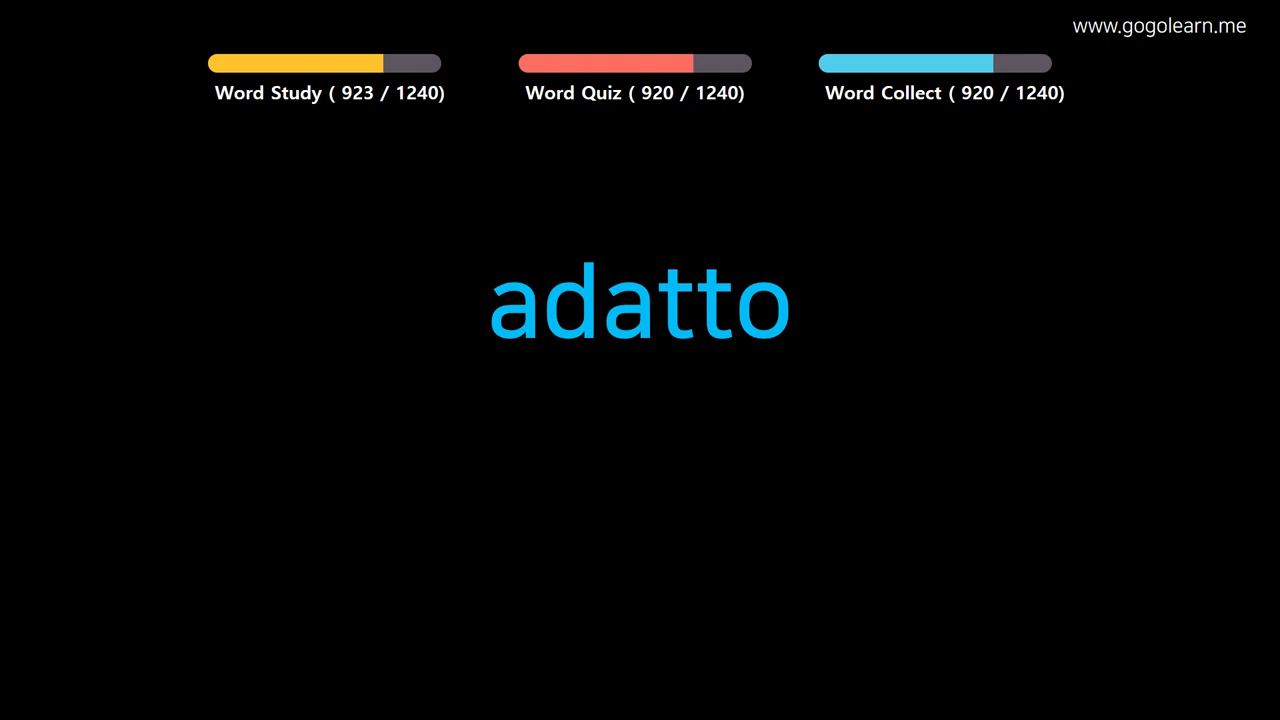 www.gogolearn.me
Word Study ( 923 / 1240)
Word Quiz ( 920 / 1240)
Word Collect ( 920 / 1240)
adatto